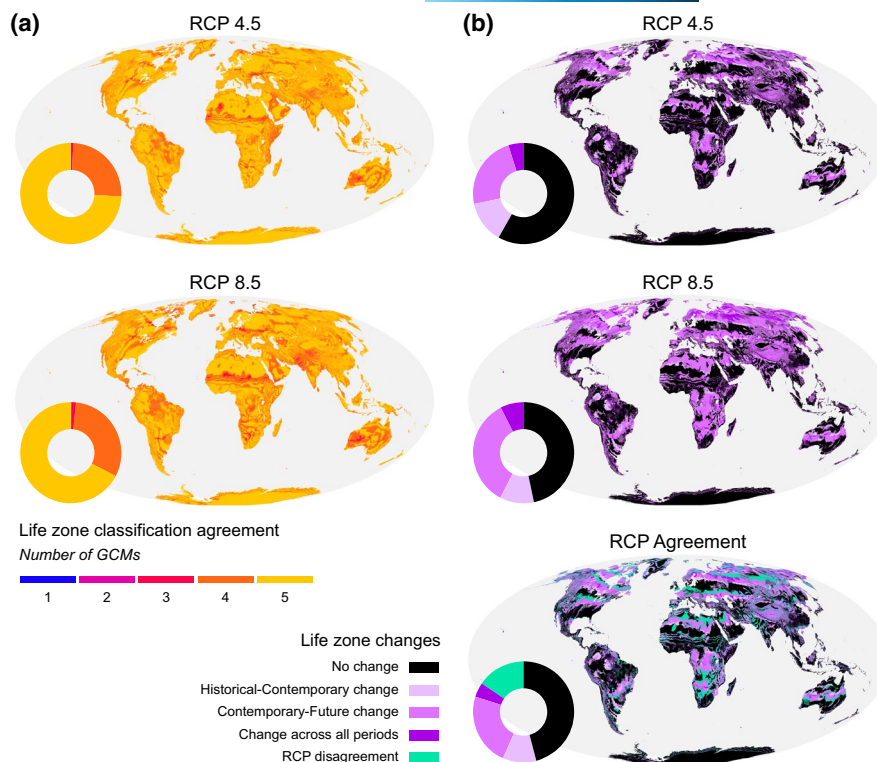 (a)
RCP 4.5
RCP 8.5
Life zone classification agreement
Number of GCMs
1 2 3 4 5
(b)
RCP 4.5
RCP 8.5
RCP Agreement
Life zone changes
No change
Historical-Contemporary change
Contemporary-Future change
Change across all periods
RCP disagreement